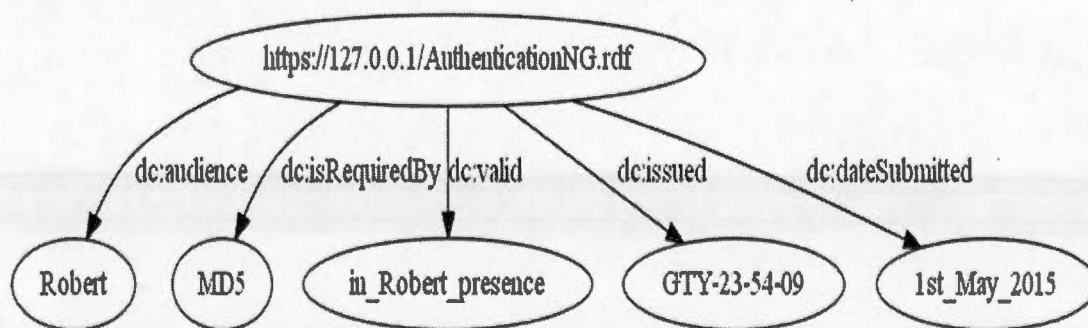 https://127.0.0.1/AuthenticationNG.rdf
dc:audience dc:isRequiredBy dc:valid dc:issued dc:dateSubmitted
Robert MD5 in_Robert_presence GTY-23-54-09 1st_May_2015